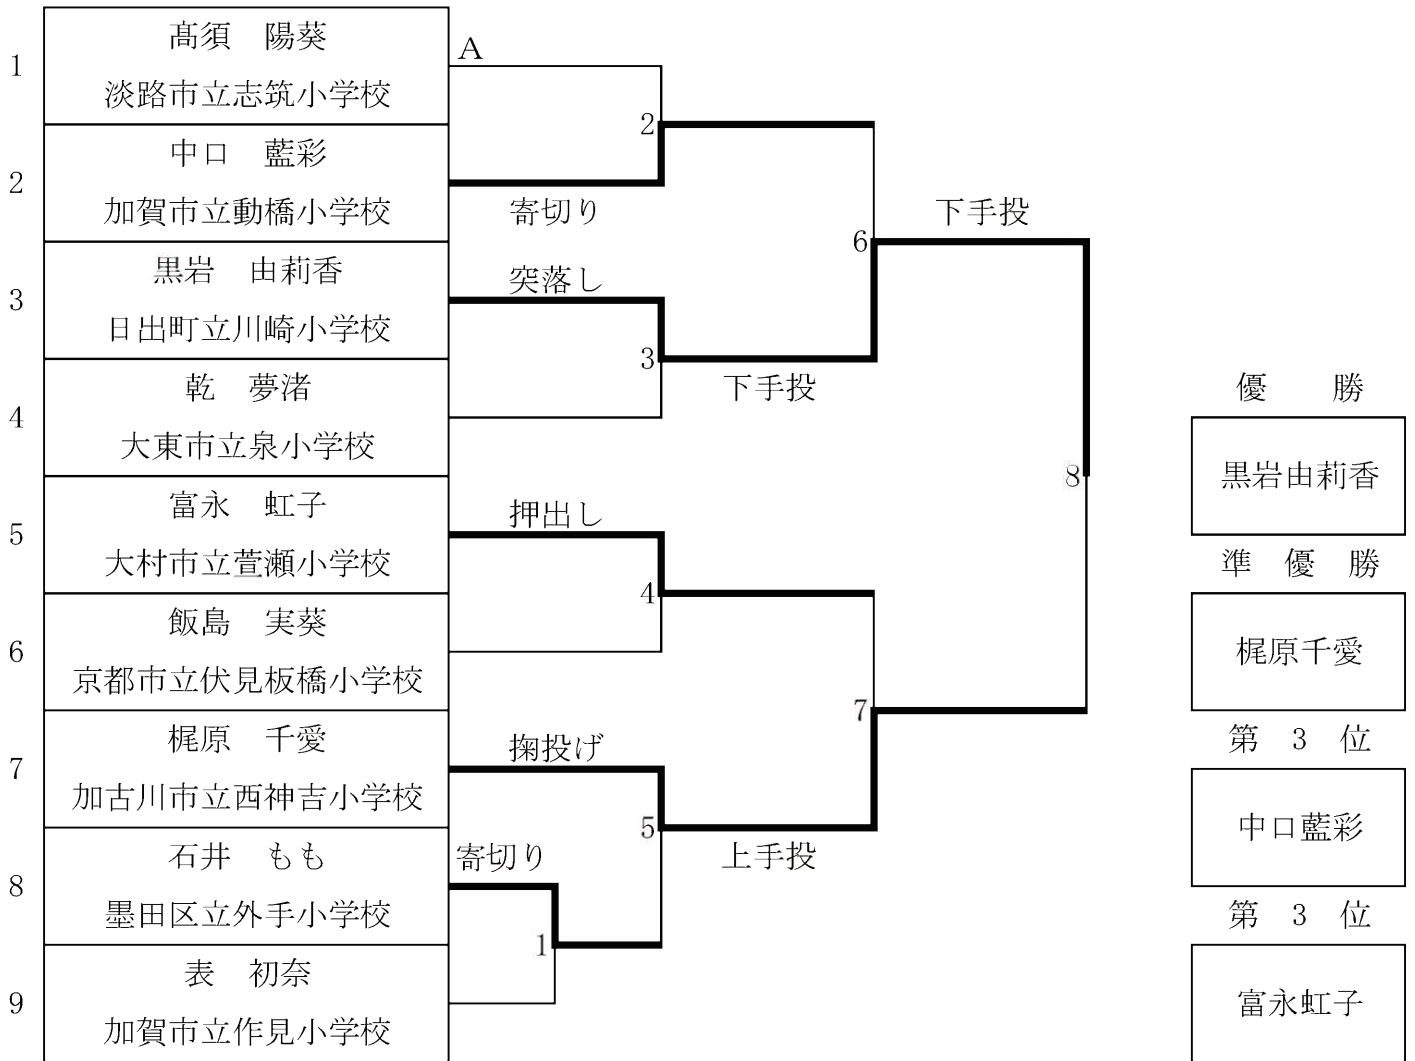 1
髙須　陽葵
淡路市立志筑小学校
A
2
2
中口　藍彩
加賀市立動橋小学校
寄切り
下手投
6
3
黒岩　由莉香
日出町立川崎小学校
突落し
3
下手投
4
乾　夢渚
大東市立泉小学校
5
富永　虹子
大村市立萱瀬小学校
押出し
4
8
6
飯島　実葵
京都市立伏見板橋小学校
7
7
梶原　千愛
加古川市立西神吉小学校
掬投げ
5
上手投
8
石井　もも
墨田区立外手小学校
寄切り
1
9
表　初奈
加賀市立作見小学校
優　勝
黒岩由莉香
準　優　勝
梶原千愛
第　3　位
中口藍彩
第　3　位
富永虹子